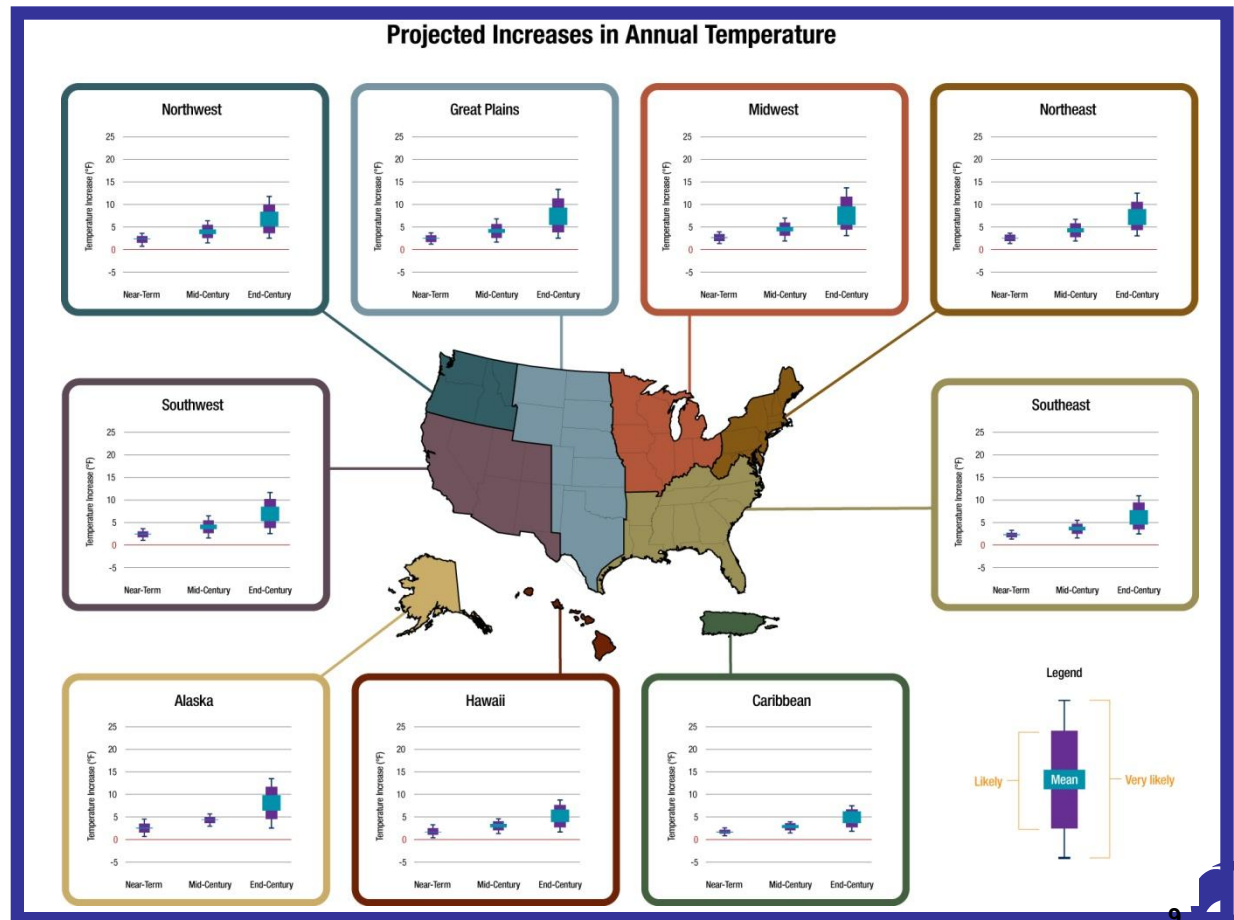 Projected Increases in Annual Temperature
Northwest
Temperature Increase (°F)
25
20
15
10
5
0
-5
Near-Term Mid-Century End-Century
Great Plains
Temperature Increase (°F)
25
20
15
10
5
0
-5
Near-Term Mid-Century End-Century
Midwest
Temperature Increase (°F)
25
20
15
10
5
0
-5
Near-Term Mid-Century End-Century
Northeast
Temperature Increase (°F)
25
20
15
10
5
0
-5
Near-Term Mid-Century End-Century
Southwest
Temperature Increase (°F)
25
20
15
10
5
0
-5
Near-Term Mid-Century End-Century
Southeast
Temperature Increase (°F)
25
20
15
10
5
0
-5
Near-Term Mid-Century End-Century
Alaska
Temperature Increase (°F)
25
20
15
10
5
0
-5
Near-Term Mid-Century End-Century
Hawaii
Temperature Increase (°F)
25
20
15
10
5
0
-5
Near-Term Mid-Century End-Century
Caribbean
Temperature Increase (°F)
25
20
15
10
5
0
-5
Near-Term Mid-Century End-Century
Legend
Likely Mean Very likely
9